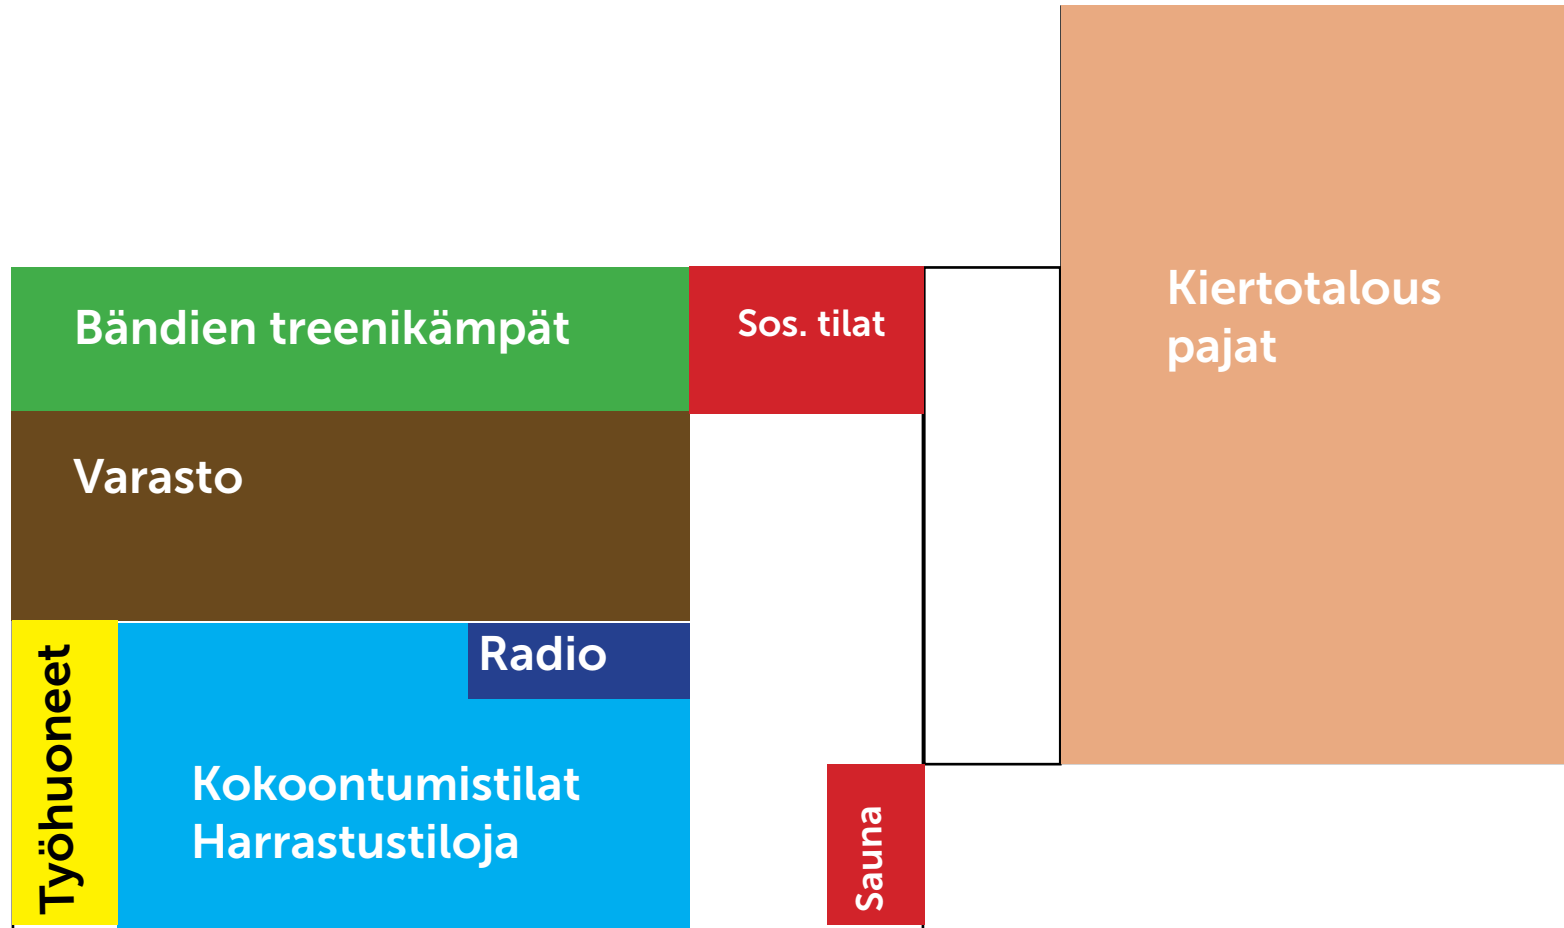 Bändien treenikämpät
Sos. tilat
Kiertotalous
pajat
Varasto
Radio
Työhuoneet
Kokoontumistilat
Harrastustiloja
Sauna